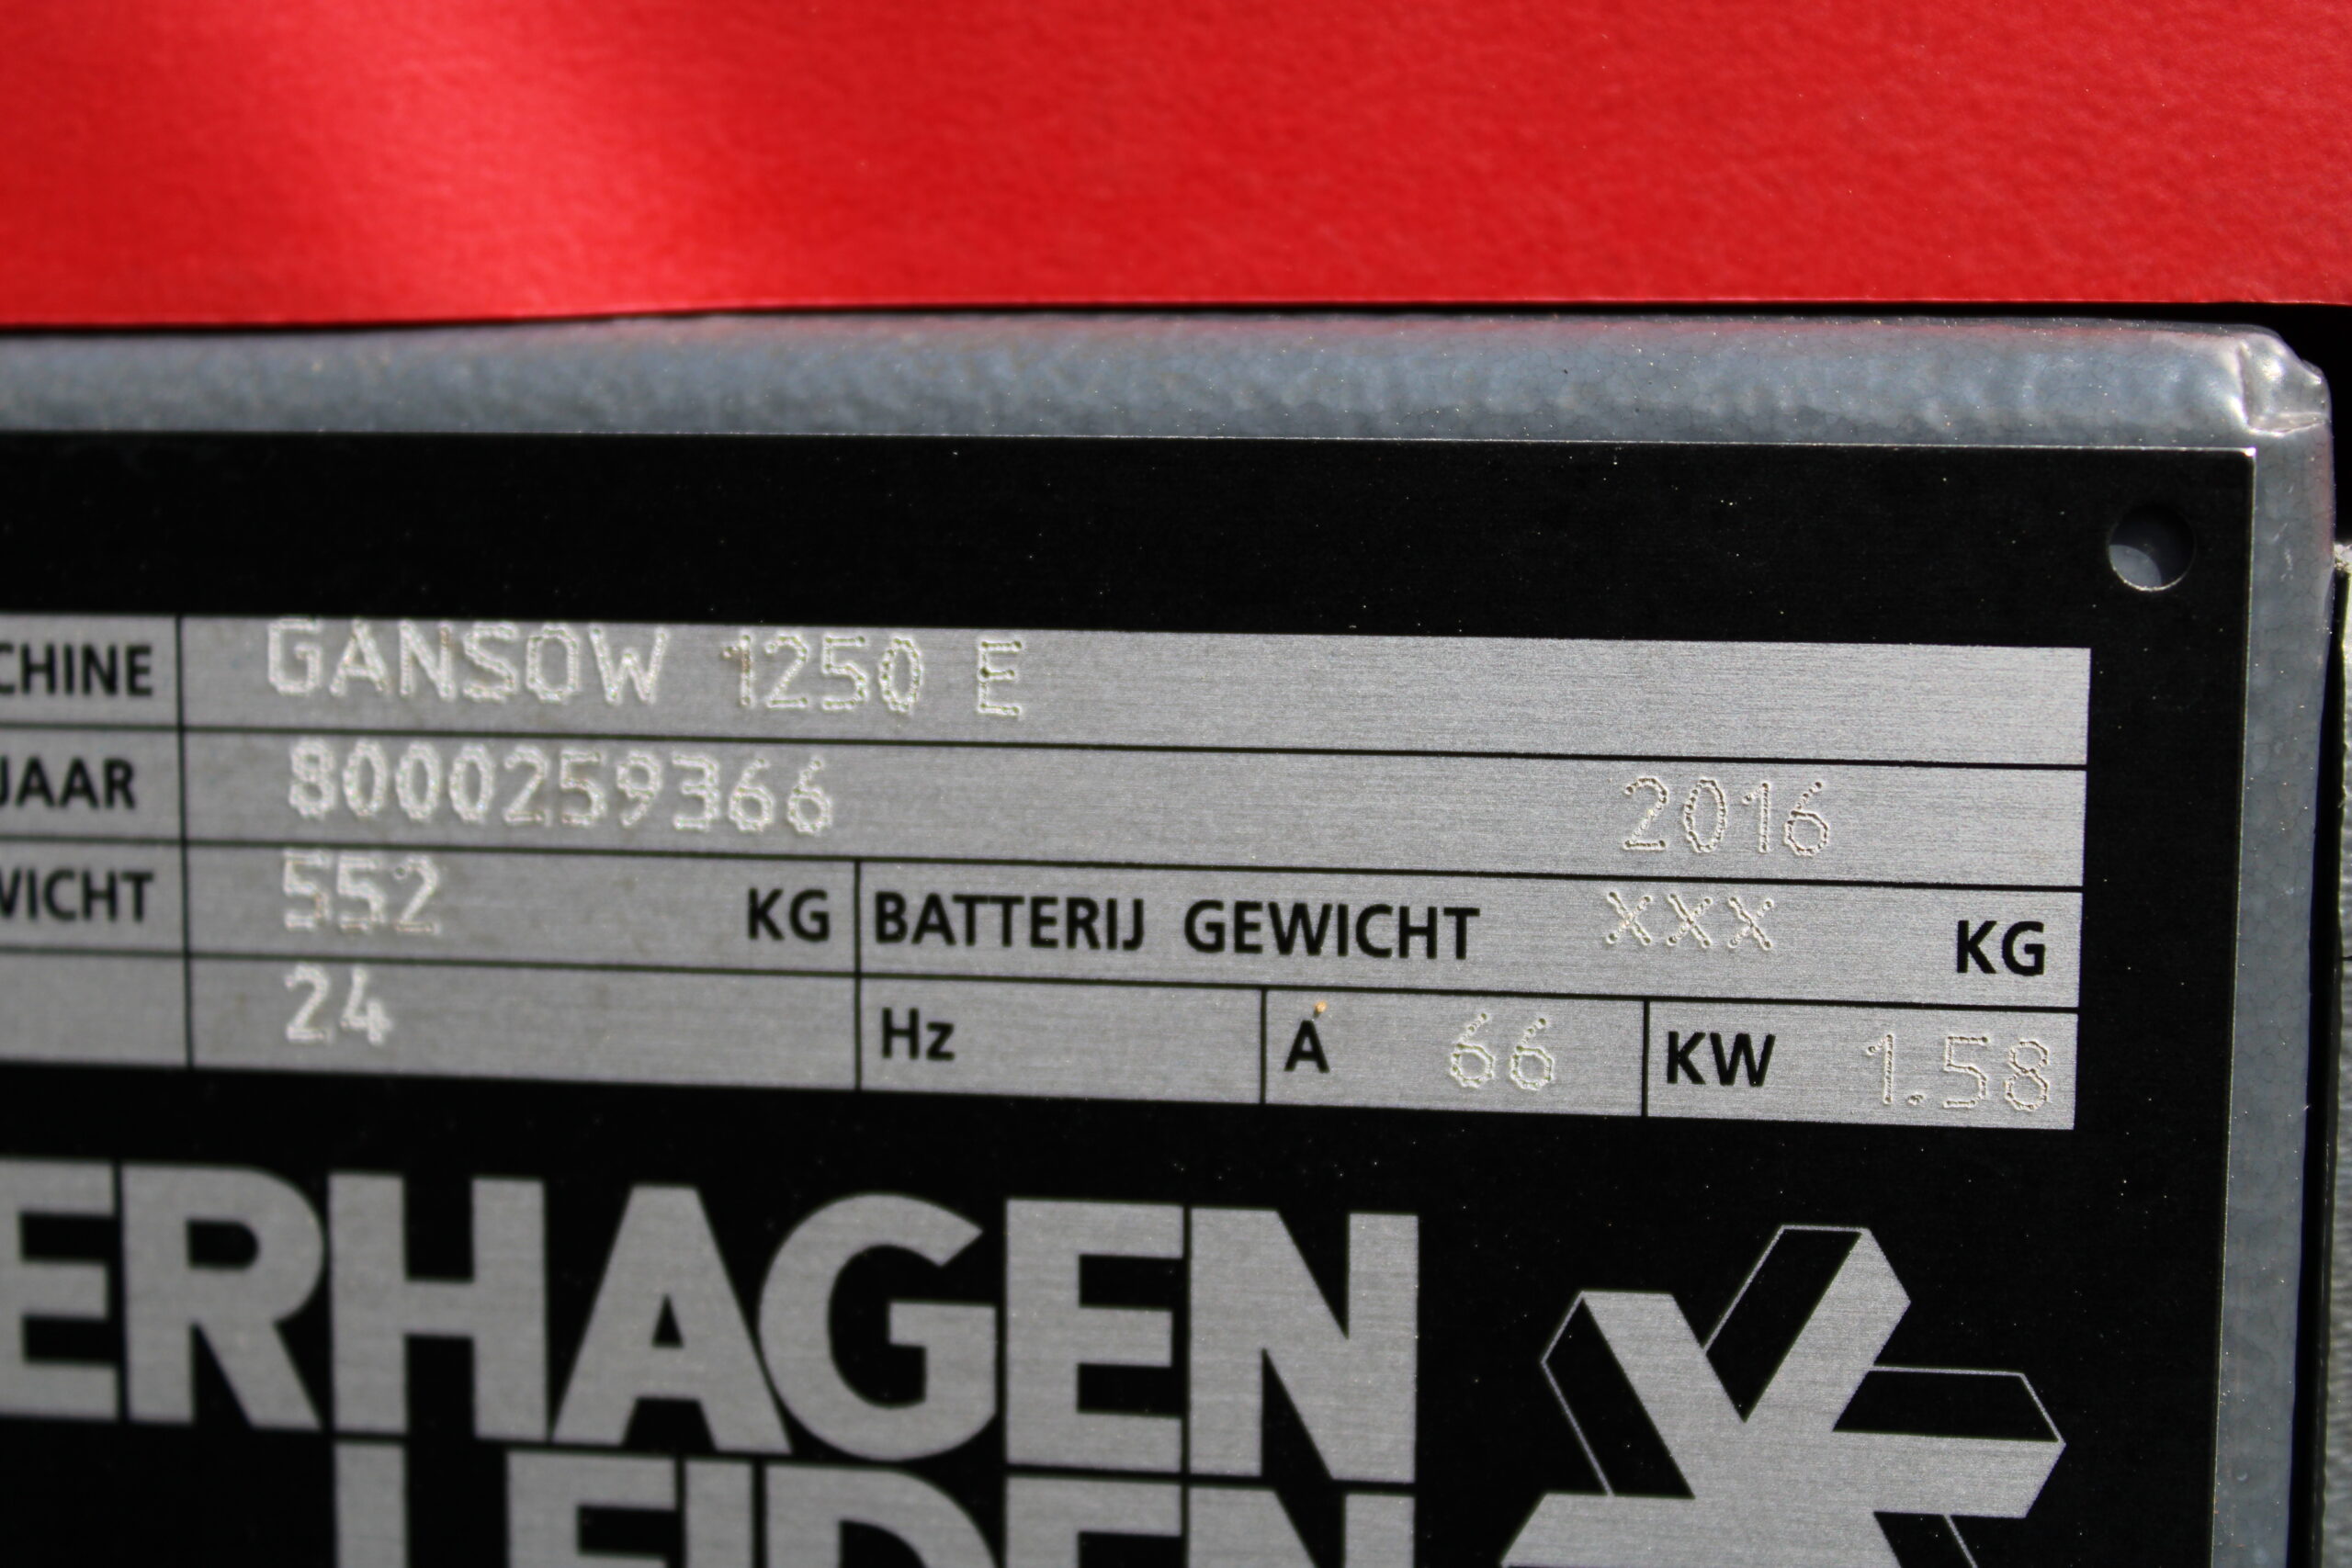 CHINE GANSOW 1250 E
JAAR 8000259366 2016
WICHT 552 KG BATTERIJ GEWICHT XXX KG
24 Hz A 66 KW 1.58
ERHAGEN
LEIDEN